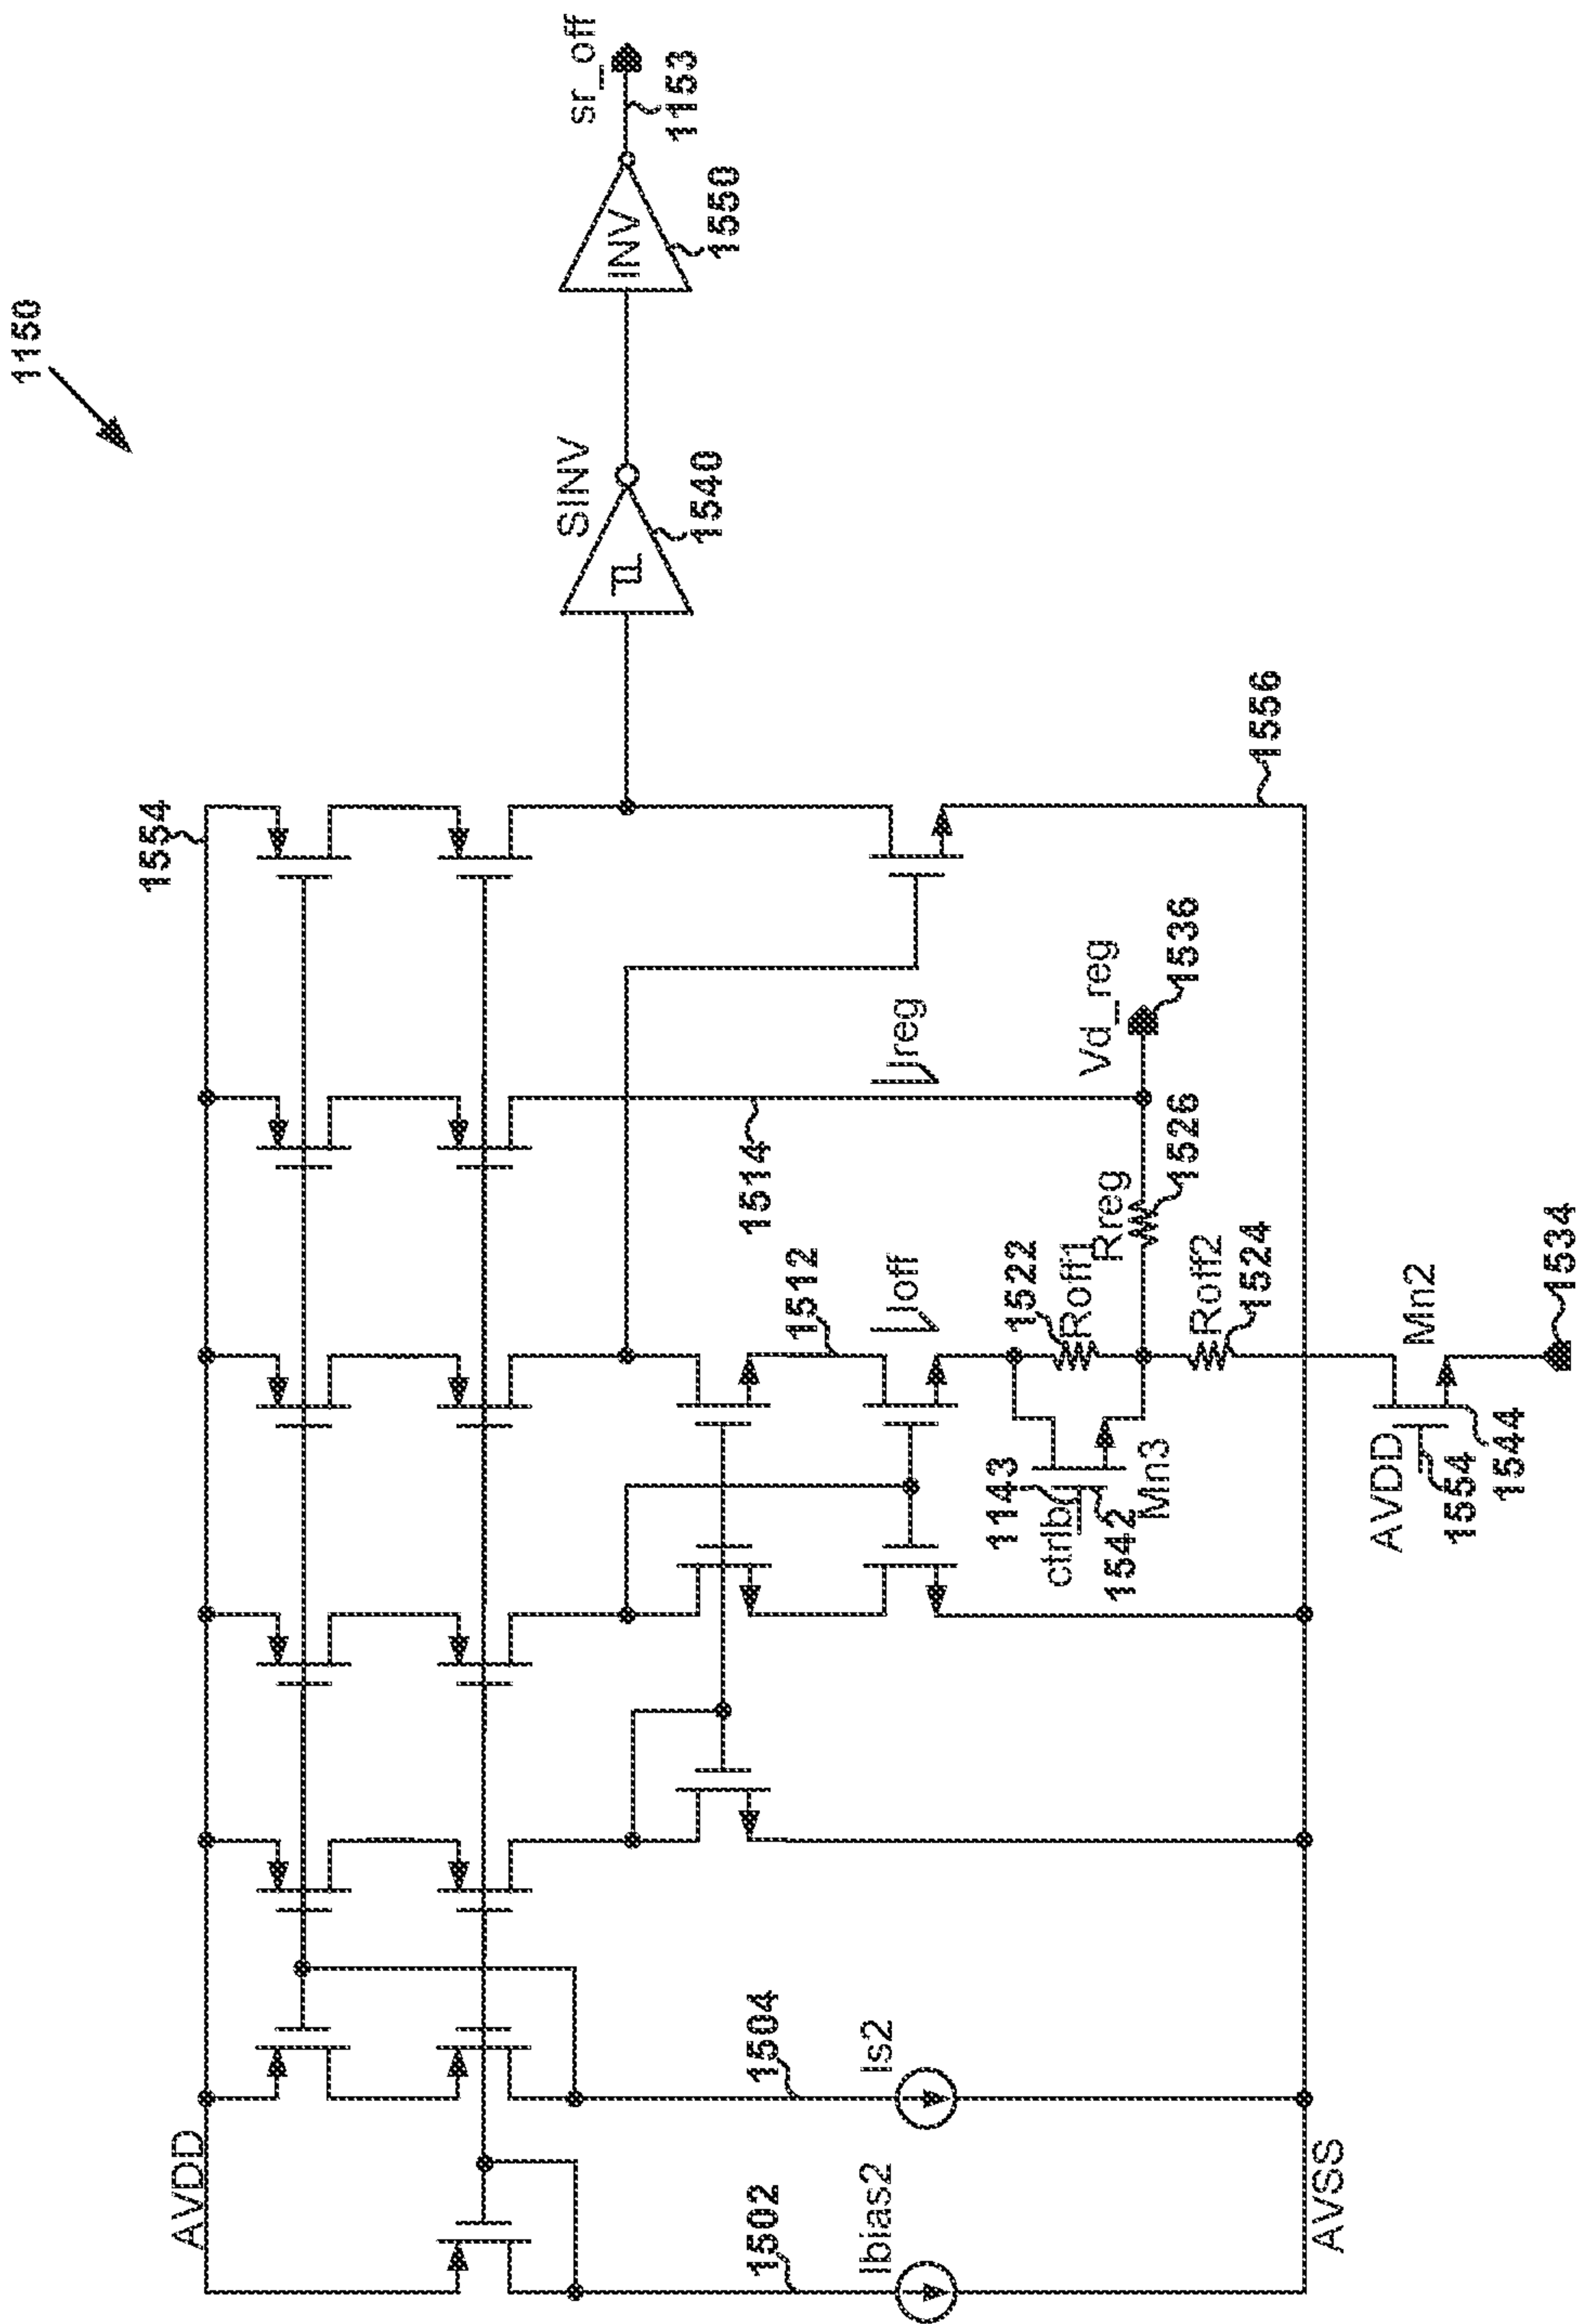 1150
AVDD
1554
sr_off
1153
SINV
INV
1540
1550
1502
Ibias2
1504
Is2
1512
Ioff
1514
Ireg
1143
ctrlb
1542
Mn3
1522
Roff1
Rreg
1526
Vd_reg
1536
Roff2
1524
1556
AVSS
AVDD
1554
1544
Mn2
1534